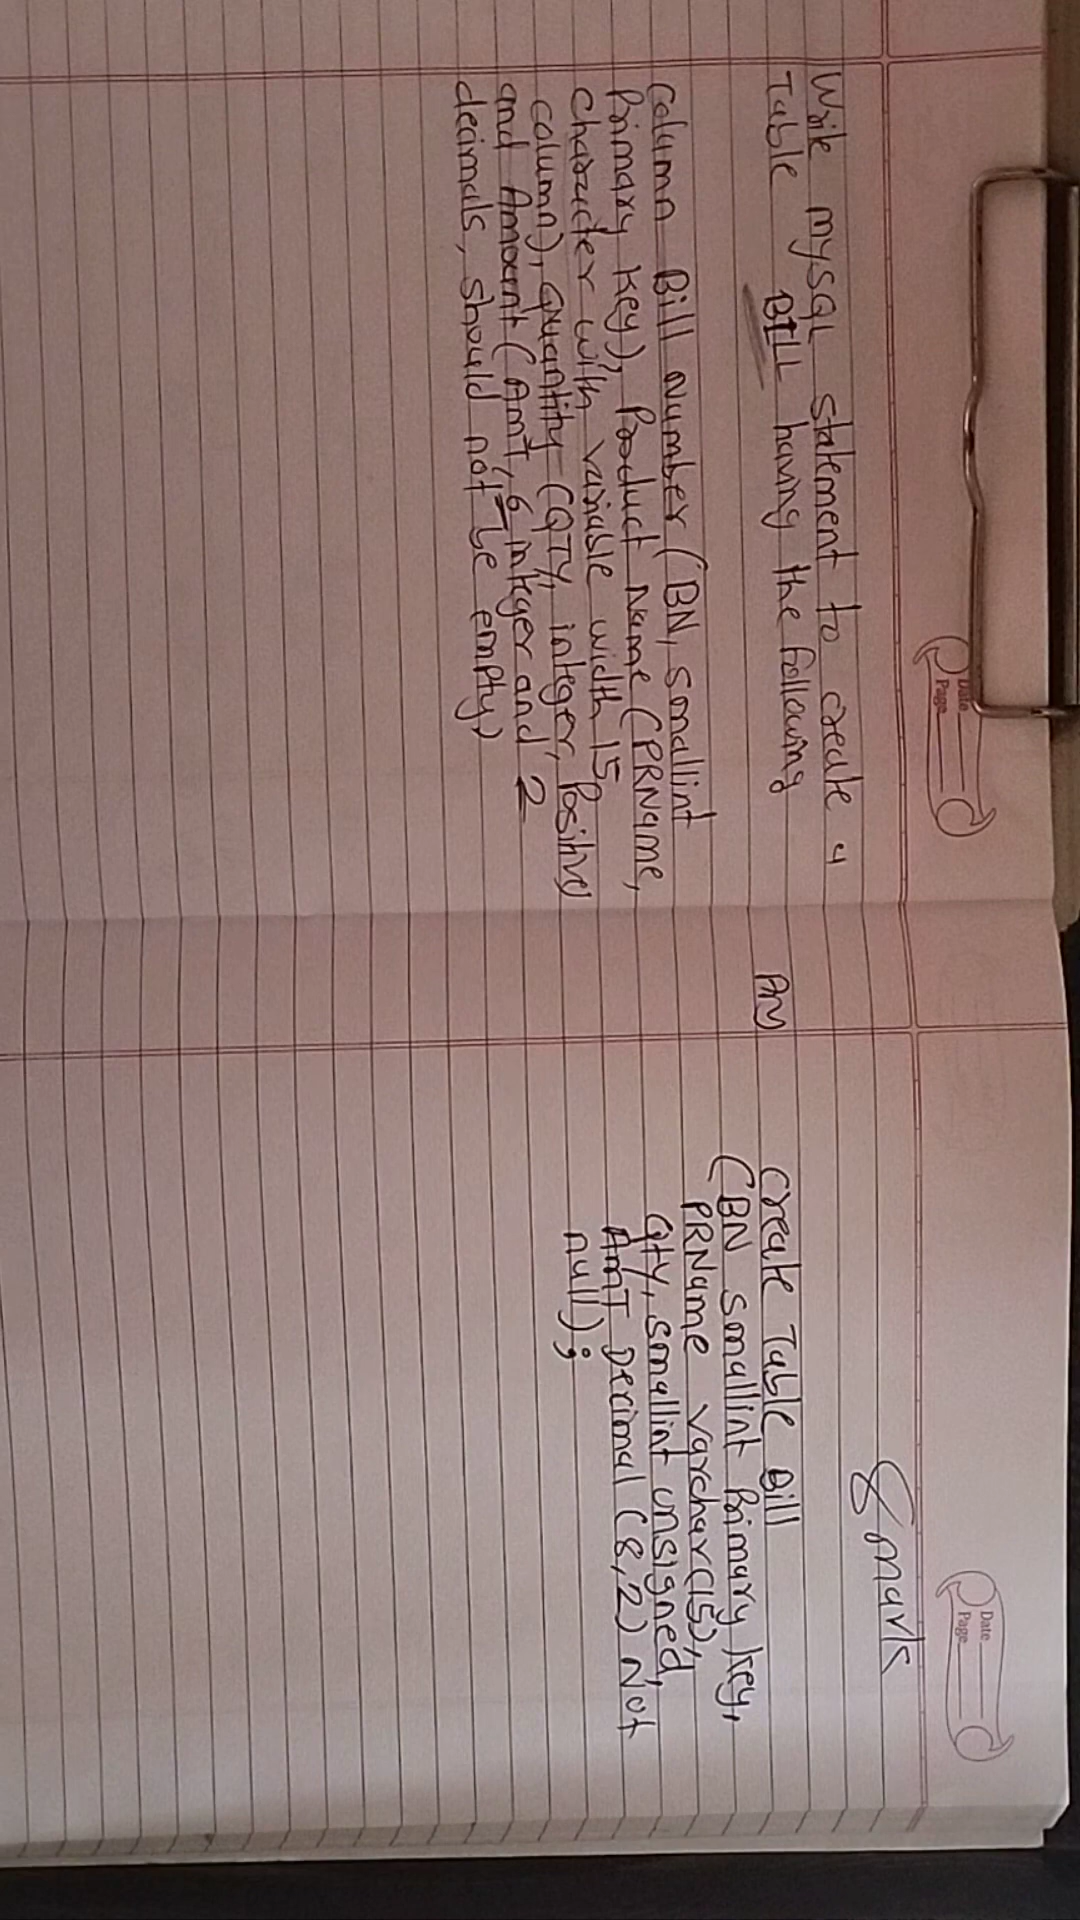 Date
Page
Write mysql statement to create a
Table BILL having the following
Column Bill Number (BN, smallint
Primary Key), Product Name (PRName,
character with variable width 15
column), Quantity (QTY, integer, Positive)
and Amount (AmT, 6 integer and 2
decimals, should not be empty)
Date
Page
8 mark
Ans
Create Table Bill
(BN smallint Primary Key,
PRName varchar(15),
Qty, smallint unsigned,
AmT Decimal (8,2) Not
null);